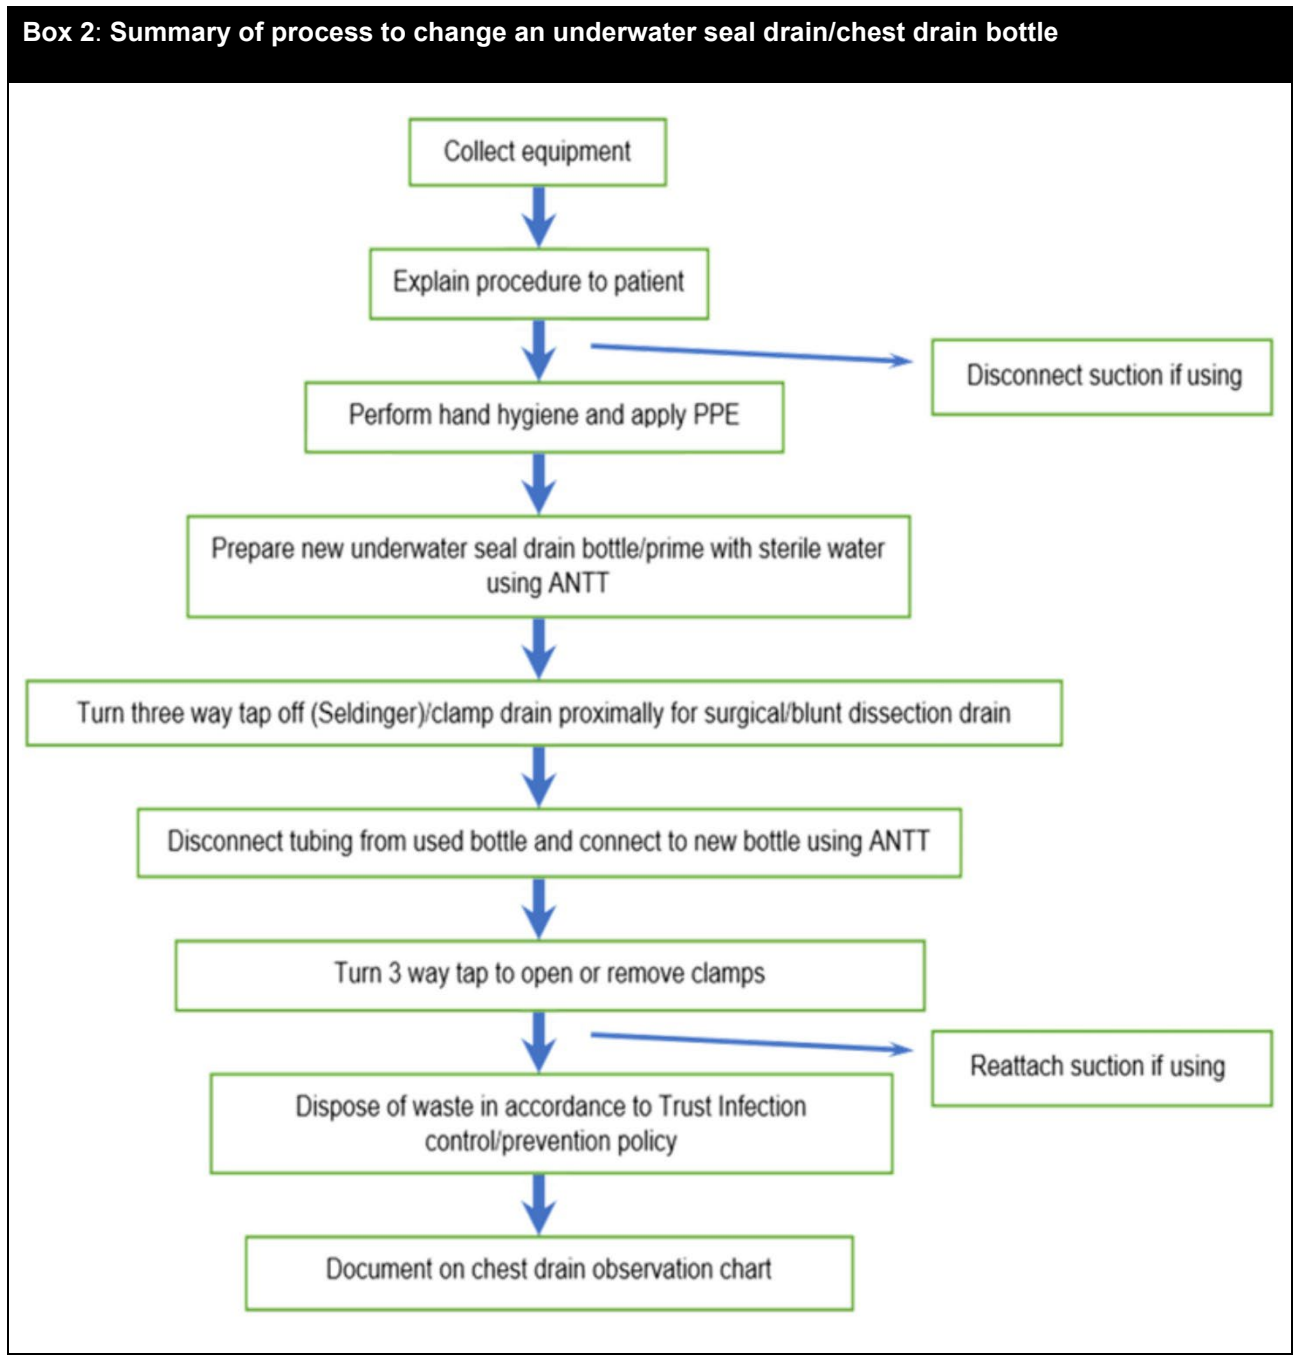 Box 2: Summary of process to change an underwater seal drain/chest drain bottle
Collect equipment
Explain procedure to patient
Disconnect suction if using
Perform hand hygiene and apply PPE
Prepare new underwater seal drain bottle/prime with sterile water
using ANTT
Turn three way tap off (Seldinger)/clamp drain proximally for surgical/blunt dissection drain
Disconnect tubing from used bottle and connect to new bottle using ANTT
Turn 3 way tap to open or remove clamps
Reattach suction if using
Dispose of waste in accordance to Trust Infection
control/prevention policy
Document on chest drain observation chart